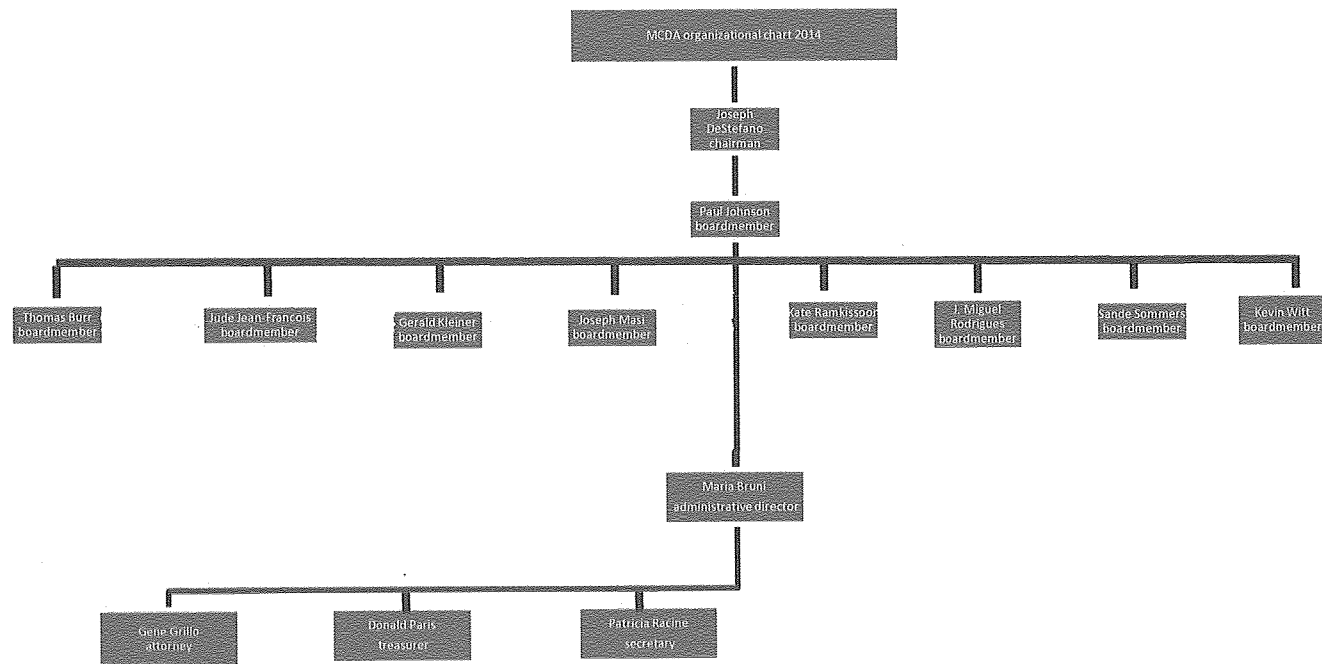 MCDA organizational chart 2014
Joseph
DeStefano
chairman
Paul Johnson
boardmember
Thomas Burr
boardmember
Jude Jean-Francois
boardmember
Gerald Kleiner
boardmember
Joseph Masi
boardmember
Kate Ramkissoon
boardmember
J. Miguel
Rodrigues
boardmember
Sande Sommers
boardmember
Kevin Witt
boardmember
Maria Bruni
administrative director
Gene Grillo
attorney
Donald Paris
treasurer
Patricia Racine
secretary